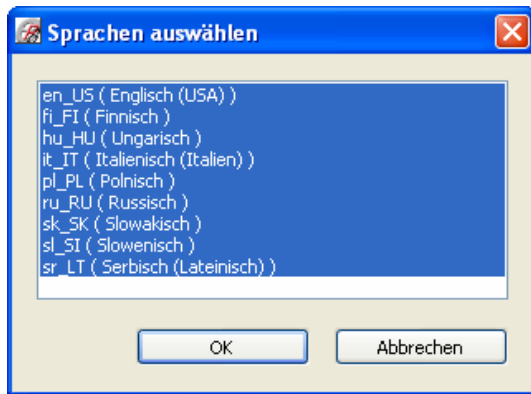 Sprachen auswählen
en_US ( Englisch (USA) )
fi_FI ( Finnisch )
hu_HU ( Ungarisch )
it_IT ( Italienisch (Italien) )
pl_PL ( Polnisch )
ru_RU ( Russisch )
sk_SK ( Slowakisch )
sl_SI ( Slowenisch )
sr_LT ( Serbisch (Lateinisch) )
OK Abbrechen